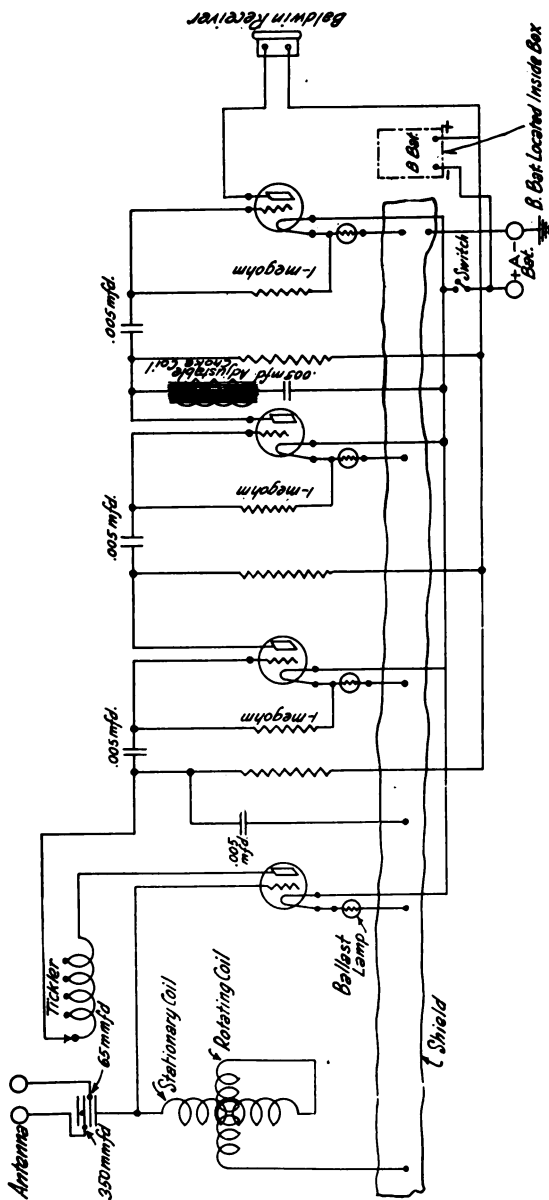 Antenna
350 mmfd
65 mmfd
Tickler
Stationary Coil
Rotating Coil
Shield
Ballast
Lamp
.005
mfd.
.005 mfd.
1-megohm
.005 mfd.
1-megohm
.005 mfd. Adjustable
Choke Coil
.005 mfd.
1-megohm
Baldwin Receiver
B Bat.
+
-
B. Bat Located Inside Box
Switch
+A-
Bat.